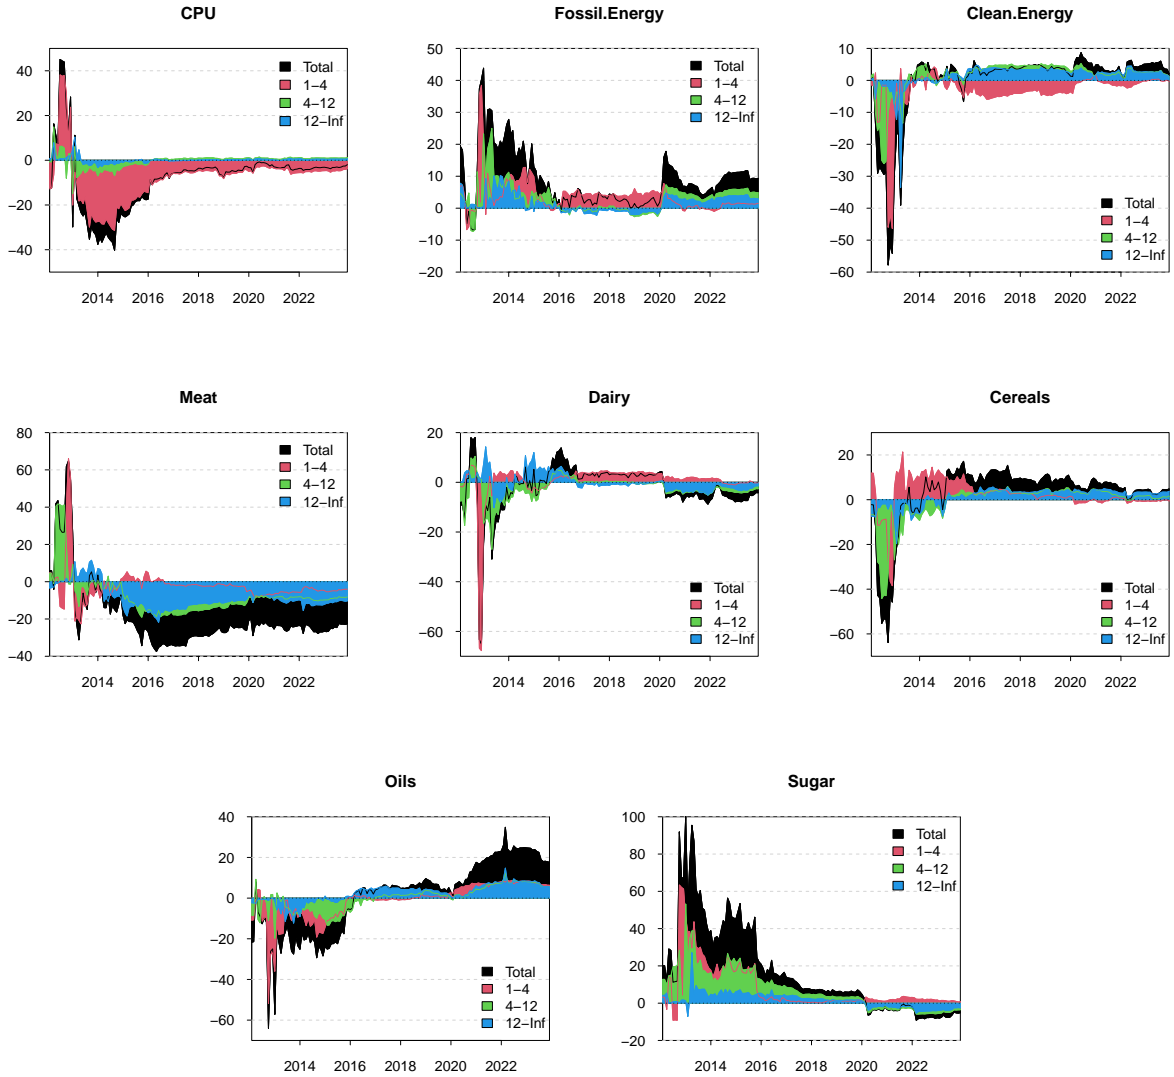 CPU
Fossil.Energy
Clean.Energy
40
20
0
−20
−40
Total
1−4
4−12
12−Inf
2014 2016 2018 2020 2022
50
40
30
20
10
0
−10
−20
Total
1−4
4−12
12−Inf
2014 2016 2018 2020 2022
10
0
−10
−20
−30
−40
−50
−60
Total
1−4
4−12
12−Inf
2014 2016 2018 2020 2022
Meat
Dairy
Cereals
80
60
40
20
0
−20
−40
Total
1−4
4−12
12−Inf
2014 2016 2018 2020 2022
20
0
−20
−40
−60
Total
1−4
4−12
12−Inf
2014 2016 2018 2020 2022
20
0
−20
−40
−60
Total
1−4
4−12
12−Inf
2014 2016 2018 2020 2022
Oils
Sugar
40
20
0
−20
−40
−60
Total
1−4
4−12
12−Inf
2014 2016 2018 2020 2022
100
80
60
40
20
0
−20
Total
1−4
4−12
12−Inf
2014 2016 2018 2020 2022